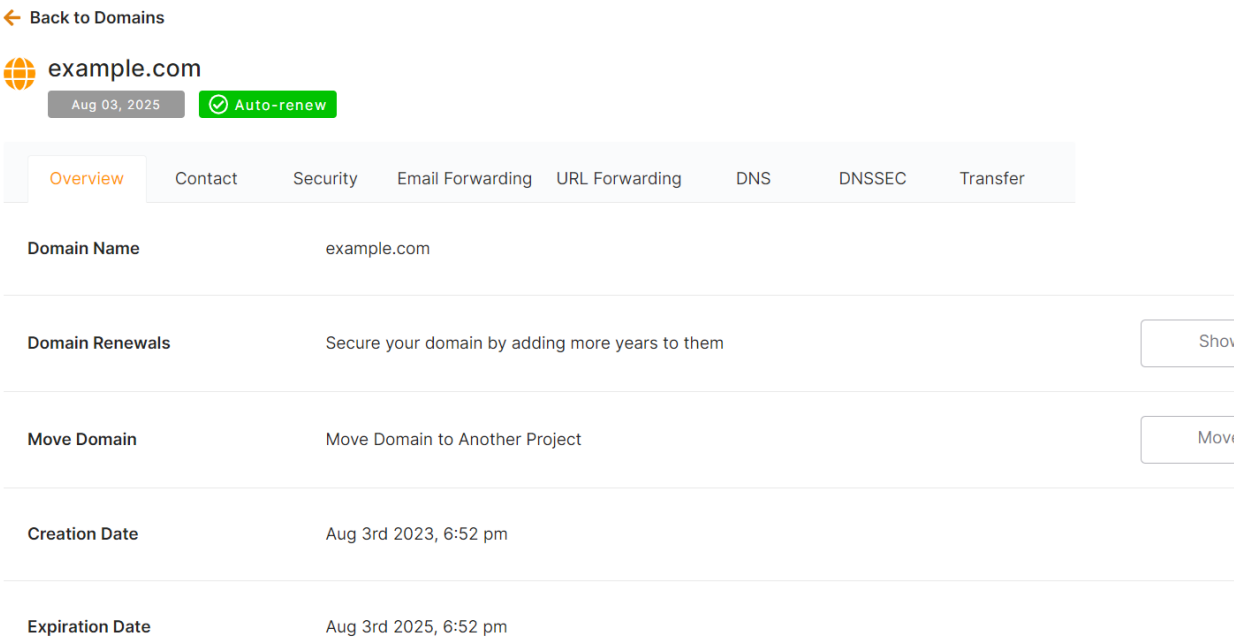 Back to Domains
example.com
Aug 03, 2025 Auto-renew
Overview Contact Security Email Forwarding URL Forwarding DNS DNSSEC Transfer
Domain Name example.com
Domain Renewals Secure your domain by adding more years to them
Move Domain Move Domain to Another Project
Creation Date Aug 3rd 2023, 6:52 pm
Expiration Date Aug 3rd 2025, 6:52 pm